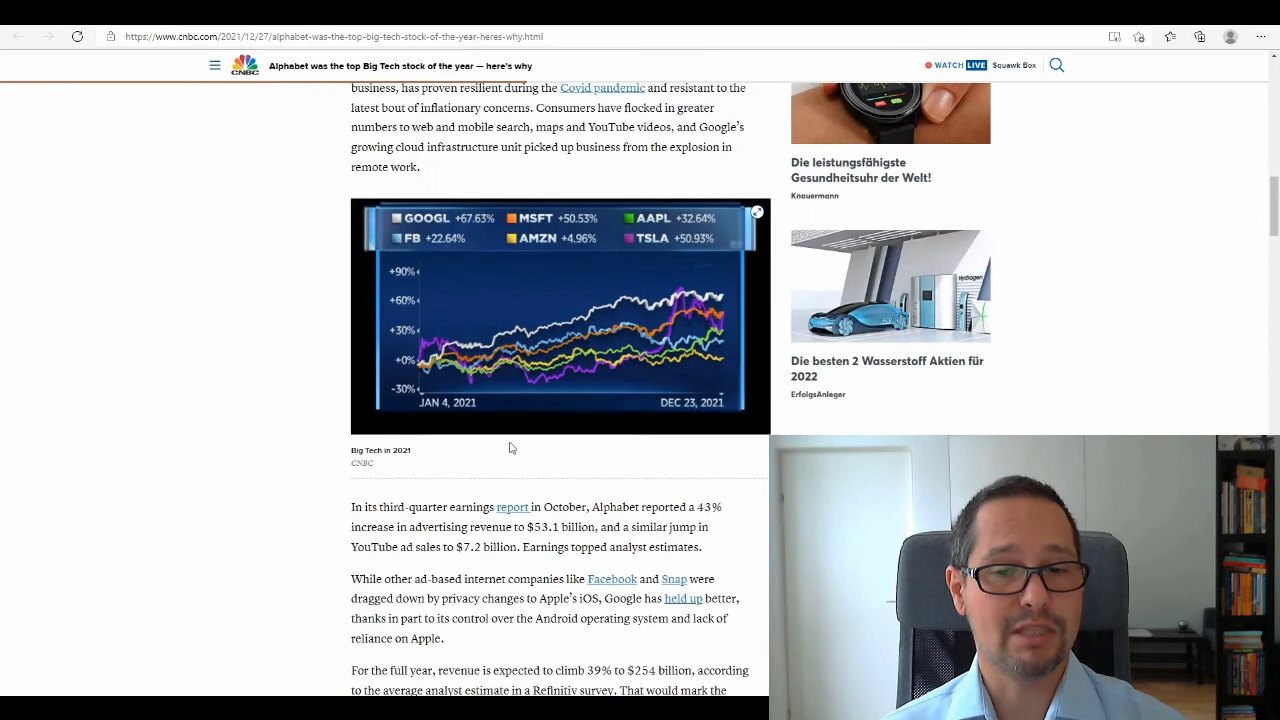 https://www.cnbc.com/2021/12/27/alphabet-was-the-top-big-tech-stock-of-the-year-heres-why.html
CNBC
Alphabet was the top Big Tech stock of the year — here's why
WATCH LIVE Squawk Box
business, has proven resilient during the Covid pandemic and resistant to the
latest bout of inflationary concerns. Consumers have flocked in greater
numbers to web and mobile search, maps and YouTube videos, and Google's
growing cloud infrastructure unit picked up business from the explosion in
remote work.
GOOGL +67.63% MSFT +50.53% AAPL +32.64%
FB +22.64% AMZN +4.96% TSLA +50.93%
+90%
+60%
+30%
+0%
-30%
JAN 4, 2021 DEC 23, 2021
Big Tech in 2021
CNBC
In its third-quarter earnings report in October, Alphabet reported a 43%
increase in advertising revenue to $53.1 billion, and a similar jump in
YouTube ad sales to $7.2 billion. Earnings topped analyst estimates.
While other ad-based internet companies like Facebook and Snap were
dragged down by privacy changes to Apple's iOS, Google has held up better,
thanks in part to its control over the Android operating system and lack of
reliance on Apple.
For the full year, revenue is expected to climb 39% to $254 billion, according
to the average analyst estimate in a Refinitiv survey. That would mark the
Die leistungsfähigste
Gesundheitsuhr der Welt!
Knauermann
Hydrogen
Die besten 2 Wasserstoff Aktien für
2022
ErfolgsAnleger